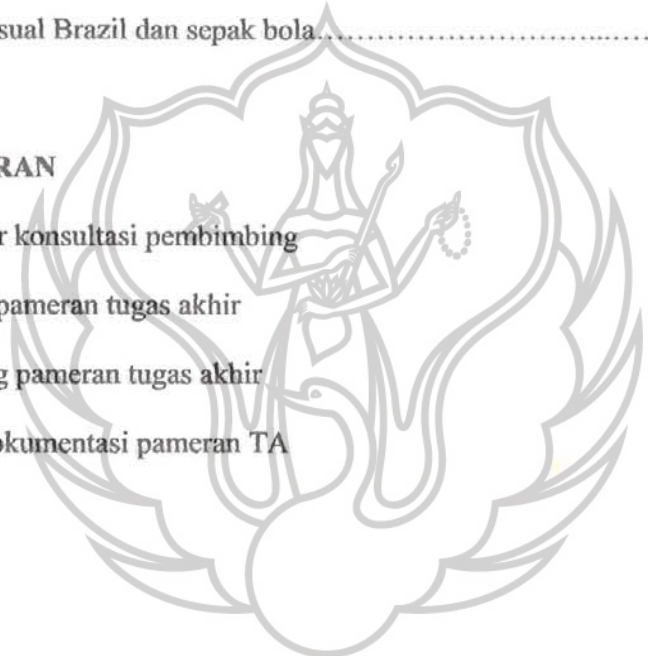 sual Brazil dan sepak bola................................
RAN
r konsultasi pembimbing
pameran tugas akhir
g pameran tugas akhir
okumentasi pameran TA